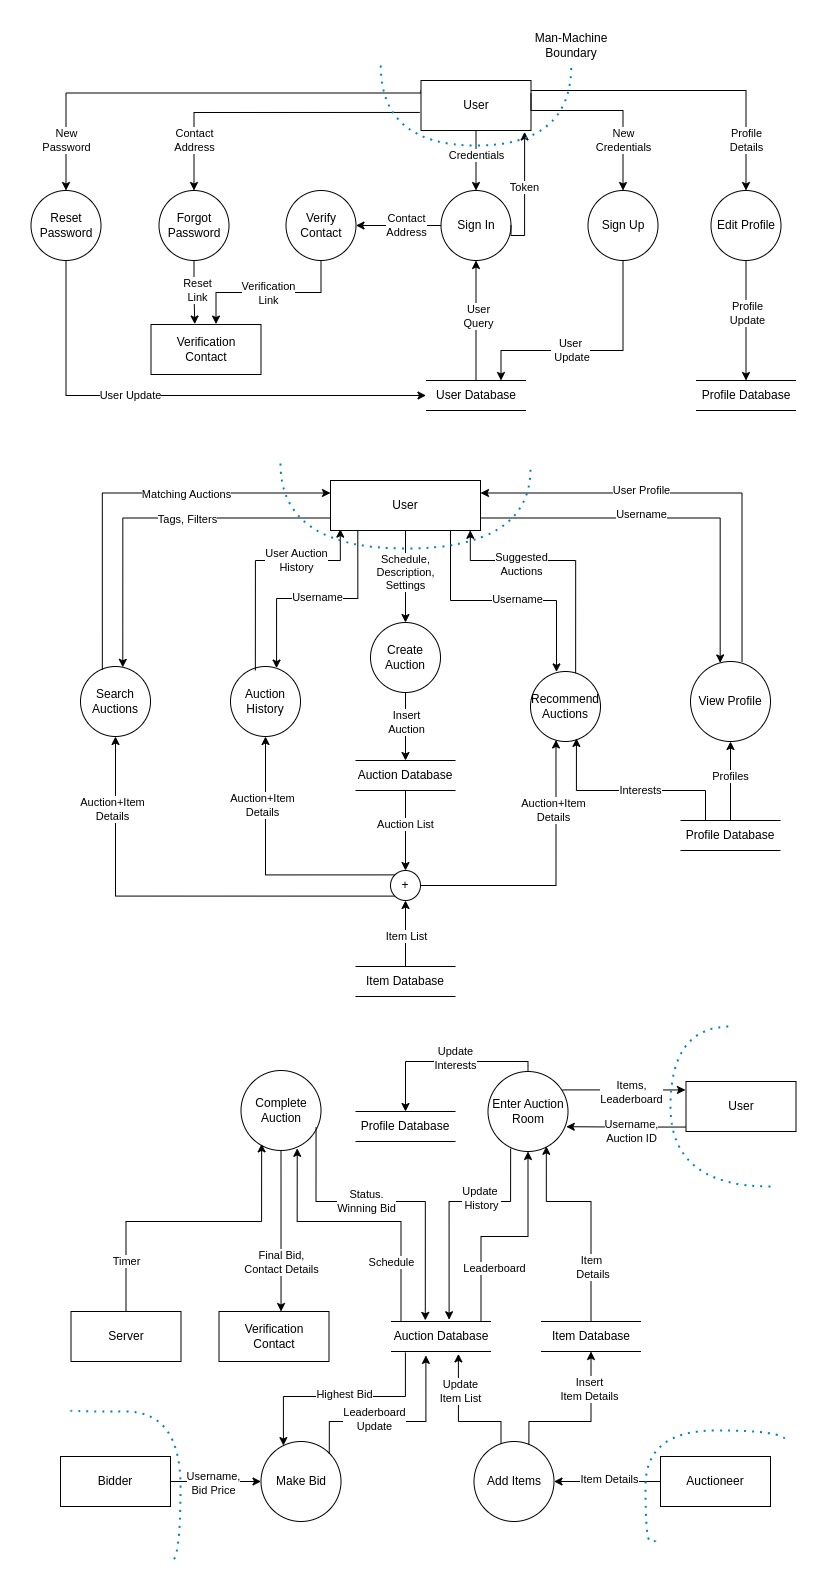 Man-Machine
Boundary
User
New
Password
Contact
Address
Credentials
Token
New
Credentials
Profile
Details
Reset
Password
Forgot
Password
Verify
Contact
Contact
Address
Sign In
Sign Up
Edit Profile
Reset
Link
Verification
Link
User
Query
Profile
Update
Verification
Contact
User
Update
User Update
User Database
Profile Database
Matching Auctions
User
User Profile
Tags, Filters
Username
User Auction
History
Schedule,
Description,
Settings
Suggested
Auctions
Username
Username
Create
Auction
Search
Auctions
Auction
History
Recommend
Auctions
View Profile
Insert
Auction
Auction Database
Profiles
Interests
Auction+Item
Details
Auction+Item
Details
Auction+Item
Details
Auction List
Profile Database
+
Item List
Item Database
Update
Interests
Complete
Auction
Enter Auction
Room
Items,
Leaderboard
User
Profile Database
Username,
Auction ID
Status.
Winning Bid
Update
History
Timer
Final Bid,
Contact Details
Schedule
Leaderboard
Item
Details
Server
Verification
Contact
Auction Database
Item Database
Highest Bid
Leaderboard
Update
Update
Item List
Insert
Item Details
Bidder
Username,
Bid Price
Make Bid
Add Items
Item Details
Auctioneer